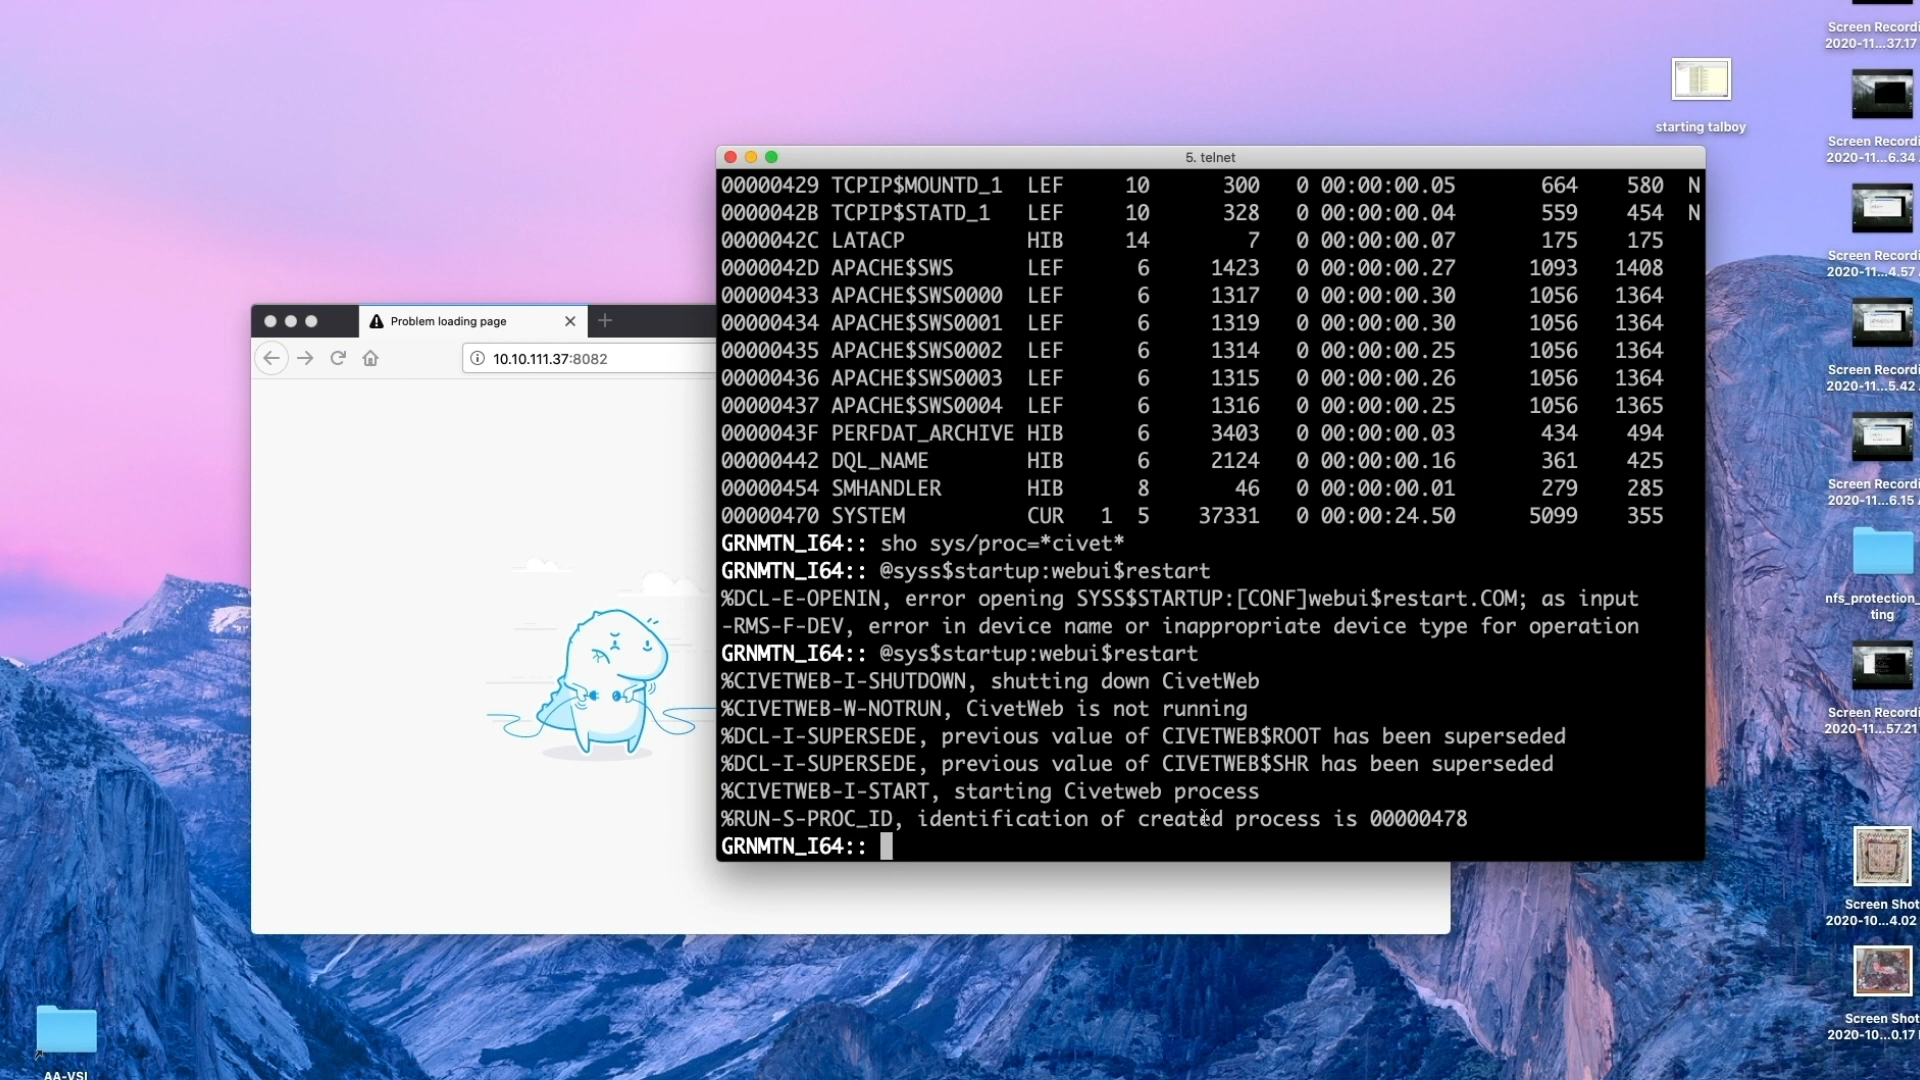 Screen Recordi
2020-11...37.17
starting talboy
Screen Recordi
2020-11...6.34
Screen Recordi
2020-11...4.57
Screen Recordi
2020-11...5.42
Screen Recordi
2020-11...6.15
nfs_protection_
ting
Screen Recordi
2020-11...57.21
Screen Shot
2020-10...4.02
Screen Shot
2020-10...0.17
AA-VSI
Problem loading page
10.10.111.37:8082
5. telnet
00000429 TCPIP$MOUNTD_1 LEF 10 300 0 00:00:00.05 664 580 N
0000042B TCPIP$STATD_1 LEF 10 328 0 00:00:00.04 559 454 N
0000042C LATACP HIB 14 7 0 00:00:00.07 175 175
0000042D APACHE$SWS LEF 6 1423 0 00:00:00.27 1093 1408
00000433 APACHE$SWS0000 LEF 6 1317 0 00:00:00.30 1056 1364
00000434 APACHE$SWS0001 LEF 6 1319 0 00:00:00.30 1056 1364
00000435 APACHE$SWS0002 LEF 6 1314 0 00:00:00.25 1056 1364
00000436 APACHE$SWS0003 LEF 6 1315 0 00:00:00.26 1056 1364
00000437 APACHE$SWS0004 LEF 6 1316 0 00:00:00.25 1056 1365
0000043F PERFDAT_ARCHIVE HIB 6 3403 0 00:00:00.03 434 494
00000442 DQL_NAME HIB 6 2124 0 00:00:00.16 361 425
00000454 SMHANDLER HIB 8 46 0 00:00:00.01 279 285
00000470 SYSTEM CUR 1 5 37331 0 00:00:24.50 5099 355
GRNMTN_I64:: sho sys/proc=*civet*
GRNMTN_I64:: @syss$startup:webui$restart
%DCL-E-OPENIN, error opening SYSS$STARTUP:[CONF]webui$restart.COM; as input
-RMS-F-DEV, error in device name or inappropriate device type for operation
GRNMTN_I64:: @sys$startup:webui$restart
%CIVETWEB-I-SHUTDOWN, shutting down CivetWeb
%CIVETWEB-W-NOTRUN, CivetWeb is not running
%DCL-I-SUPERSEDE, previous value of CIVETWEB$ROOT has been superseded
%DCL-I-SUPERSEDE, previous value of CIVETWEB$SHR has been superseded
%CIVETWEB-I-START, starting Civetweb process
%RUN-S-PROC_ID, identification of created process is 00000478
GRNMTN_I64::